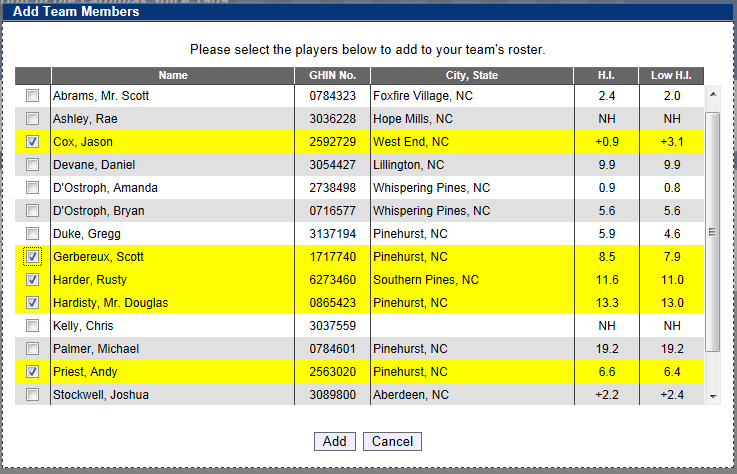 Add Team Members
Please select the players below to add to your team's roster.
Name GHIN No. City, State H.I. Low H.I.
Abrams, Mr. Scott 0784323 Foxfire Village, NC 2.4 2.0
Ashley, Rae 3036228 Hope Mills, NC NH NH
Cox, Jason 2592729 West End, NC +0.9 +3.1
Devane, Daniel 3054427 Lillington, NC 9.9 9.9
D'Ostroph, Amanda 2738498 Whispering Pines, NC 0.9 0.8
D'Ostroph, Bryan 0716577 Whispering Pines, NC 5.6 5.6
Duke, Gregg 3137194 Pinehurst, NC 5.9 4.6
Gerbereux, Scott 1717740 Pinehurst, NC 8.5 7.9
Harder, Rusty 6273460 Southern Pines, NC 11.6 11.0
Hardisty, Mr. Douglas 0865423 Pinehurst, NC 13.3 13.0
Kelly, Chris 3037559 NH NH
Palmer, Michael 0784601 Pinehurst, NC 19.2 19.2
Priest, Andy 2563020 Pinehurst, NC 6.6 6.4
Stockwell, Joshua 3089800 Aberdeen, NC +2.2 +2.4
Add Cancel